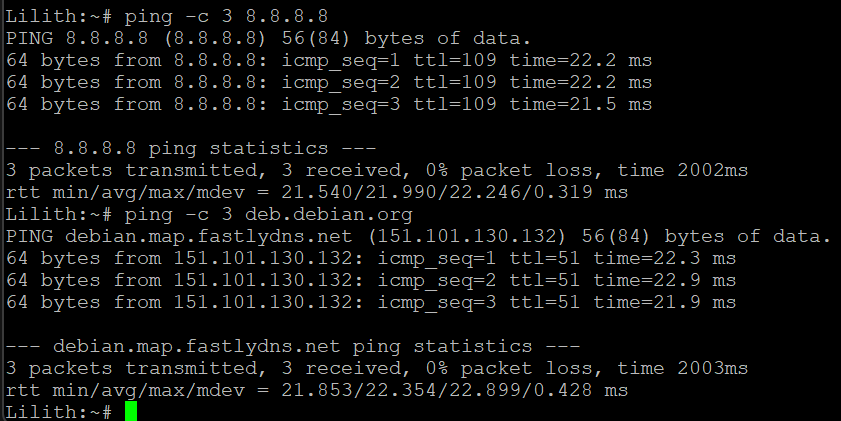 Lilith:~# ping -c 3 8.8.8.8
PING 8.8.8.8 (8.8.8.8) 56(84) bytes of data.
64 bytes from 8.8.8.8: icmp_seq=1 ttl=109 time=22.2 ms
64 bytes from 8.8.8.8: icmp_seq=2 ttl=109 time=22.2 ms
64 bytes from 8.8.8.8: icmp_seq=3 ttl=109 time=21.5 ms

--- 8.8.8.8 ping statistics ---
3 packets transmitted, 3 received, 0% packet loss, time 2002ms
rtt min/avg/max/mdev = 21.540/21.990/22.246/0.319 ms
Lilith:~# ping -c 3 deb.debian.org
PING debian.map.fastlydns.net (151.101.130.132) 56(84) bytes of data.
64 bytes from 151.101.130.132: icmp_seq=1 ttl=51 time=22.3 ms
64 bytes from 151.101.130.132: icmp_seq=2 ttl=51 time=22.9 ms
64 bytes from 151.101.130.132: icmp_seq=3 ttl=51 time=21.9 ms

--- debian.map.fastlydns.net ping statistics ---
3 packets transmitted, 3 received, 0% packet loss, time 2003ms
rtt min/avg/max/mdev = 21.853/22.354/22.899/0.428 ms
Lilith:~#